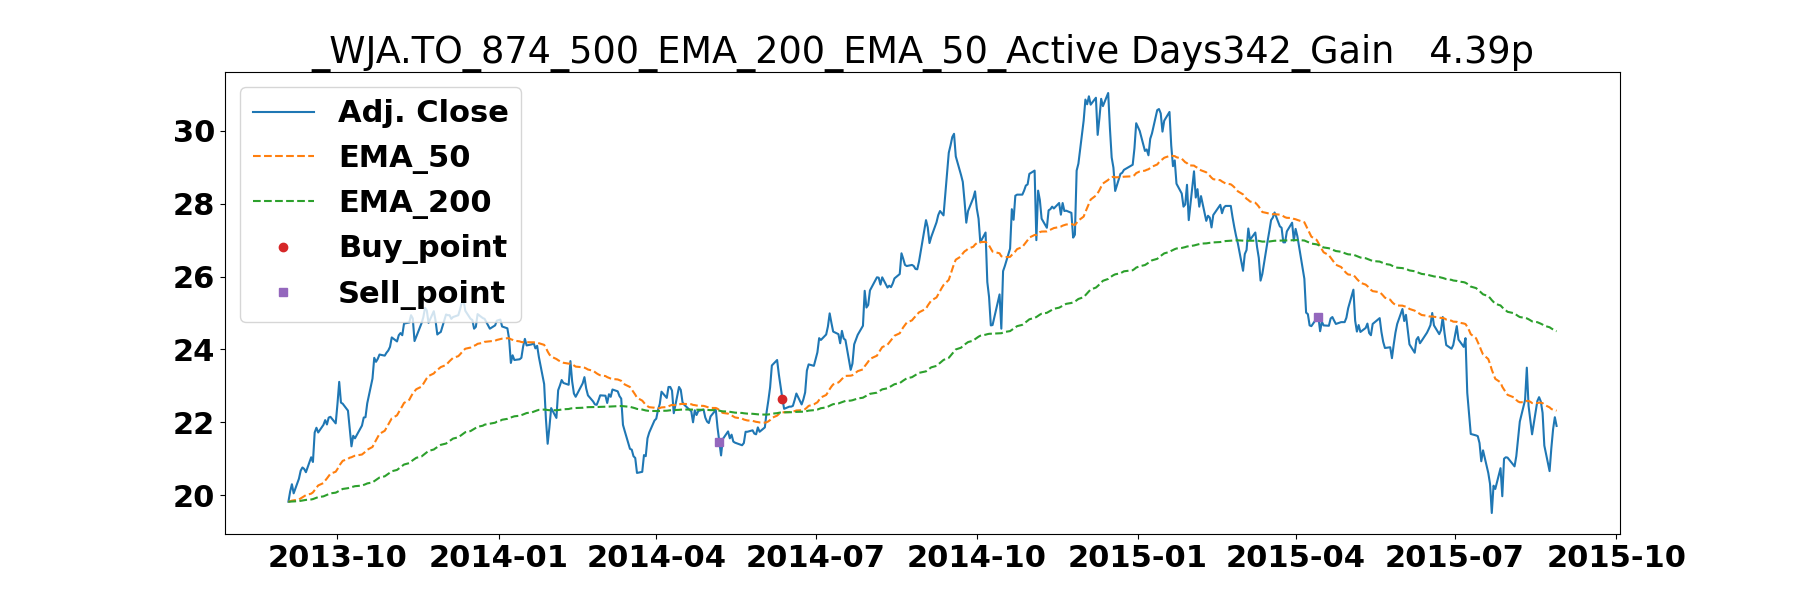 _WJA.TO_874_500_EMA_200_EMA_50_Active Days342_Gain   4.39p
Adj. Close
EMA_50
EMA_200
Buy_point
Sell_point
30
28
26
24
22
20
2013-10 2014-01 2014-04 2014-07 2014-10 2015-01 2015-04 2015-07 2015-10